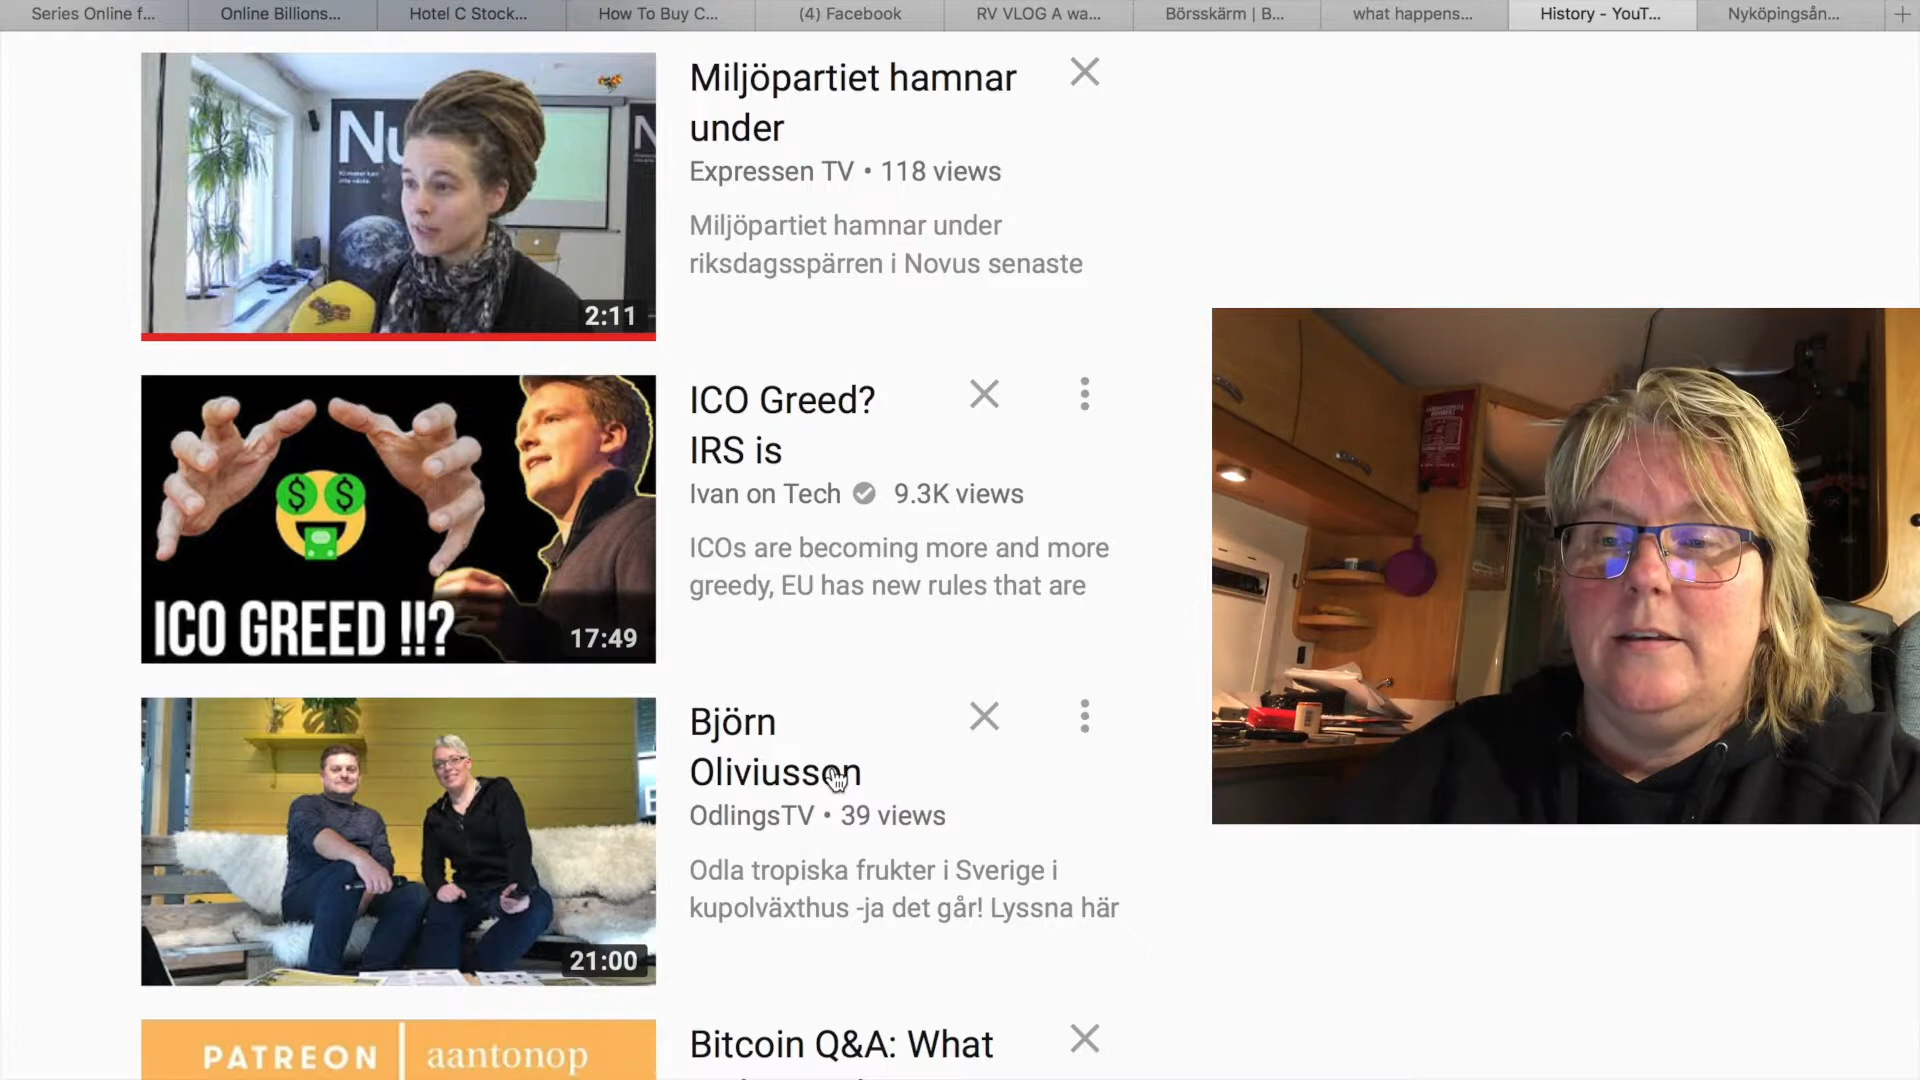 Series Online f...
Online Billions...
Hotel C Stock...
How To Buy C...
(4) Facebook
RV VLOG A wa...
Börsskärm | B...
what happens...
History - YouT...
Nyköpingsån...
Miljöpartiet hamnar
under
Expressen TV • 118 views
Miljöpartiet hamnar under
riksdagsspärren i Novus senaste
Nu
2:11
ICO Greed?
IRS is
Ivan on Tech 9.3K views
ICOs are becoming more and more
greedy, EU has new rules that are
ICO GREED !!?
17:49
Björn
Oliviusson
OdlingsTV • 39 views
Odla tropiska frukter i Sverige i
kupolväxthus -ja det går! Lyssna här
21:00
PATREON | aantonop
Bitcoin Q&A: What